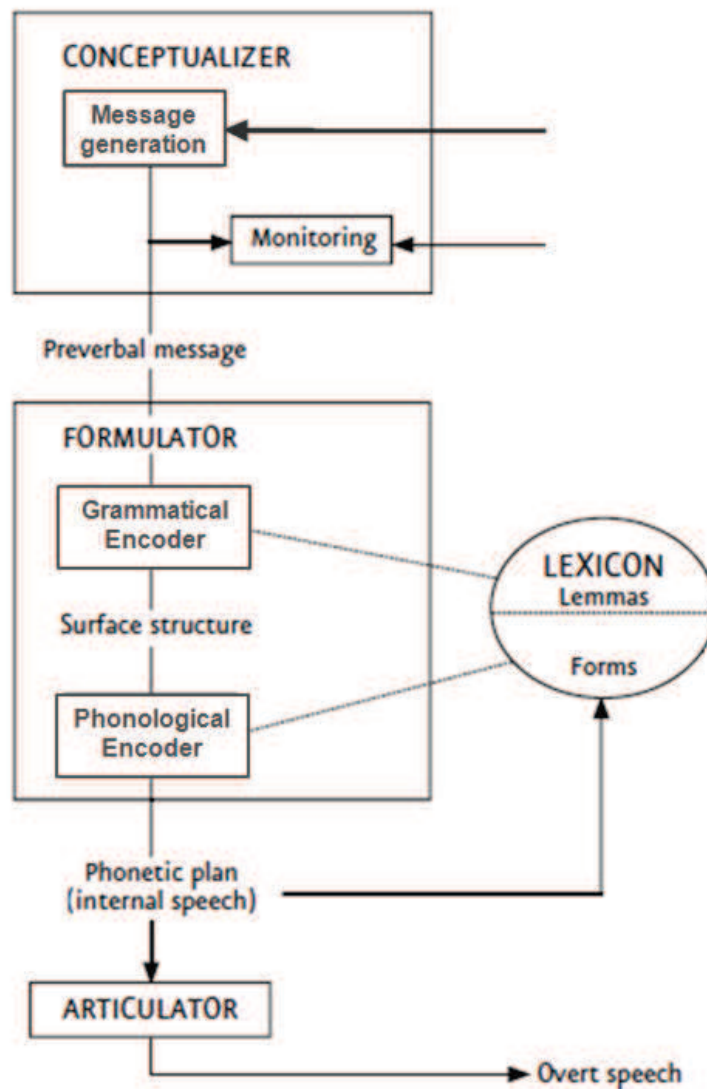 CONCEPTUALIZER
Message
generation
Monitoring
Preverbal message
FORMULATOR
Grammatical
Encoder
LEXICON
Lemmas
Surface structure
Forms
Phonological
Encoder
Phonetic plan
(internal speech)
ARTICULATOR
Overt speech